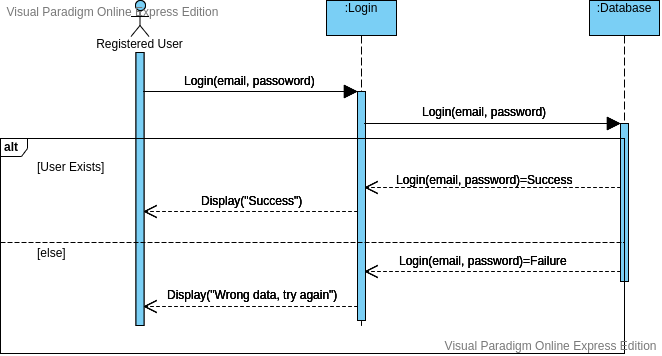 Visual Paradigm Online Express Edition
:Login
:Database
Registered User
Login(email, passoword)
Login(email, password)
alt
[User Exists]
Login(email, password)=Success
Display("Success")
[else]
Login(email, password)=Failure
Display("Wrong data, try again")
Visual Paradigm Online Express Edition